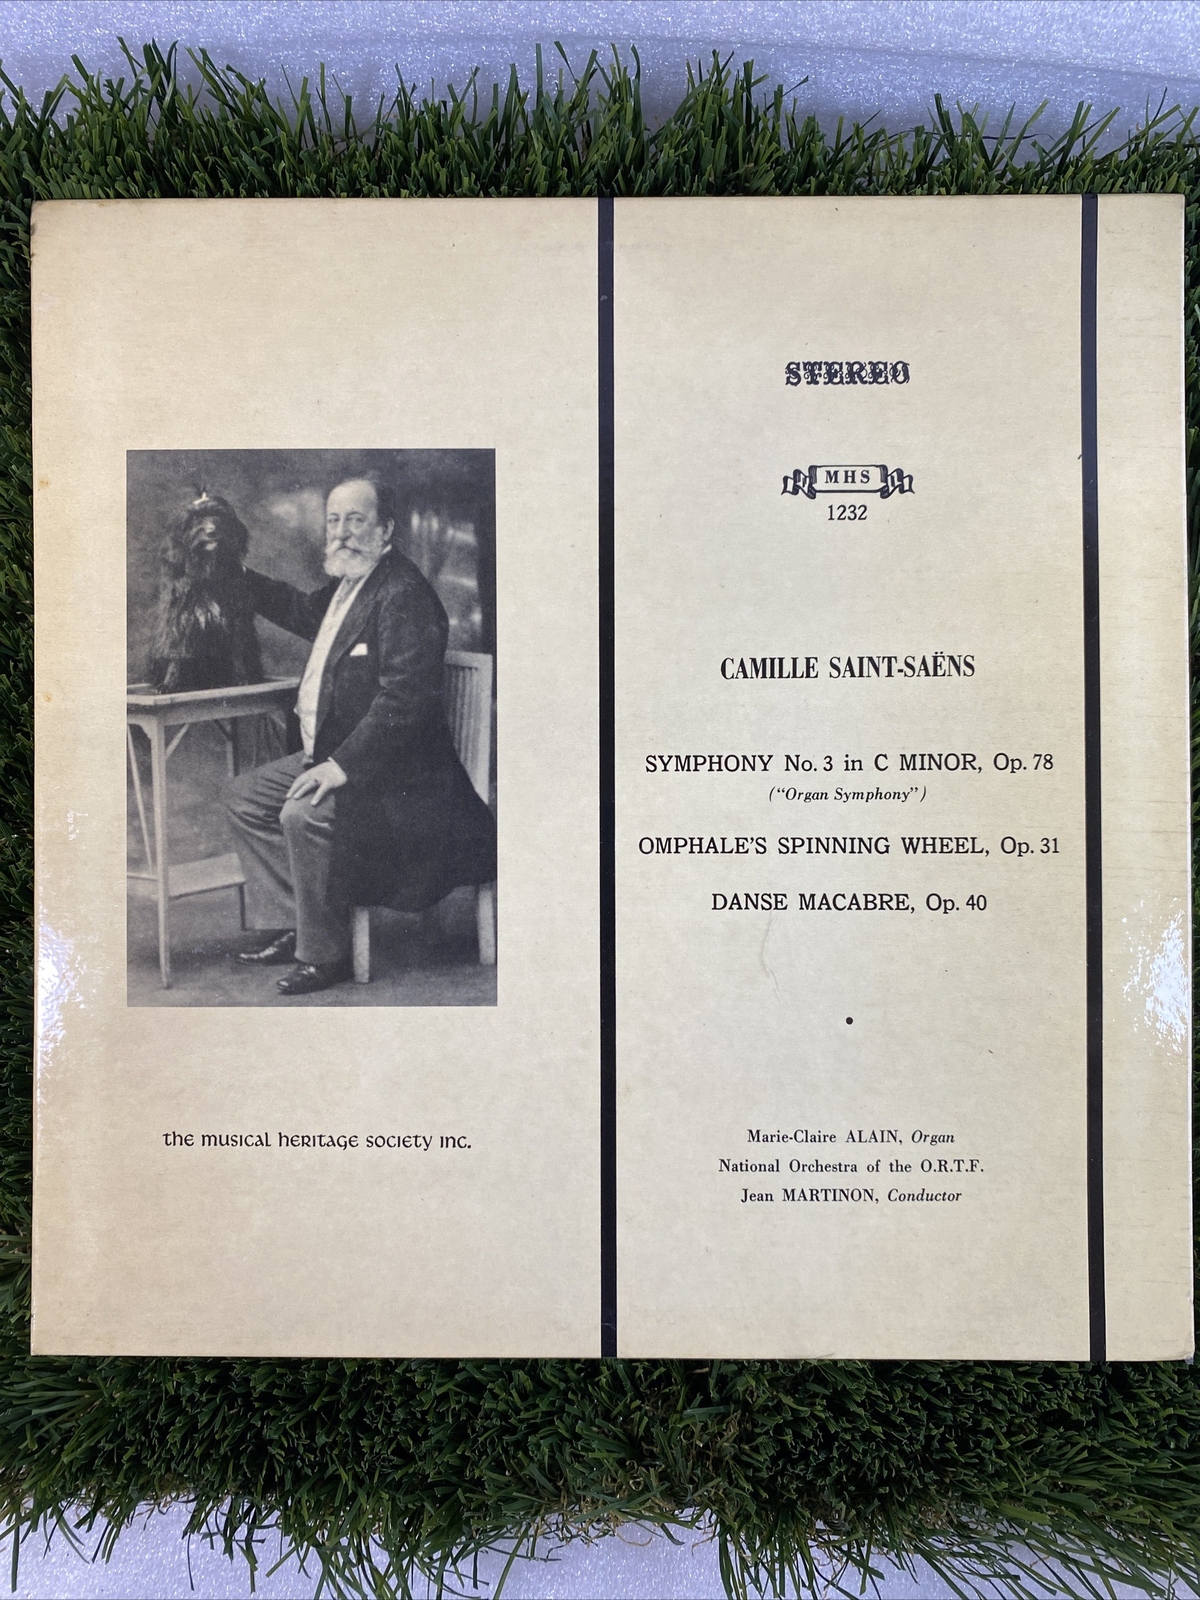 STEREO
MHS
1232
CAMILLE SAINT-SAËNS
SYMPHONY No. 3 in C MINOR, Op. 78
("Organ Symphony")
OMPHALE'S SPINNING WHEEL, Op. 31
DANSE MACABRE, Op. 40
•
the musical heritage society inc.
Marie-Claire ALAIN, Organ
National Orchestra of the O.R.T.F.
Jean MARTINON, Conductor